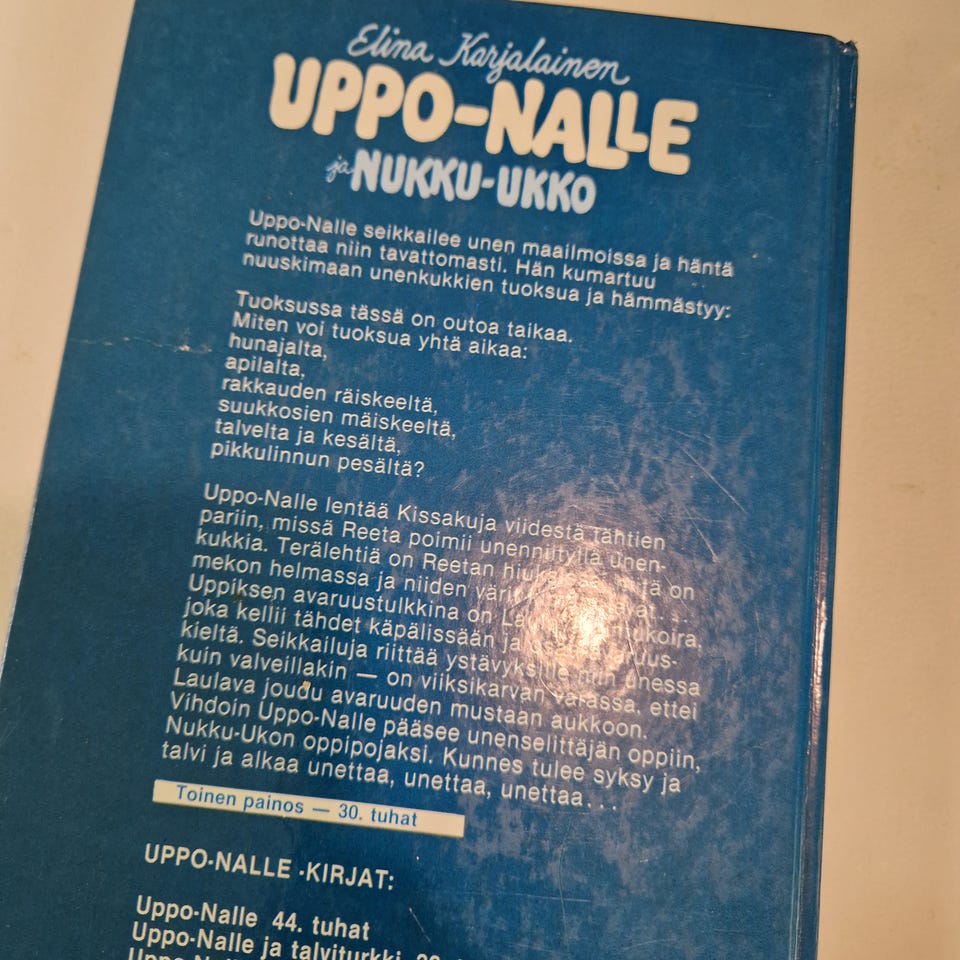 Elina Karjalainen
UPPO-NALLE
ja NUKKU-UKKO
Uppo-Nalle seikkailee unen maailmoissa ja häntä
runottaa niin tavattomasti. Hän kumartuu
nuuskimaan unenkukkien tuoksua ja hämmästyy:
Tuoksussa tässä on outoa taikaa.
Miten voi tuoksua yhtä aikaa:
hunajalta,
apilalta,
rakkauden räiskeeltä,
suukkosien mäiskeeltä,
talvelta ja kesältä,
pikkulinnun pesältä?
Uppo-Nalle lentää Kissakuja viidestä tähtien
pariin, missä Reeta poimii unenniityllä unen-
kukkia. Terälehtiä on Reetan on
mekon helmassa ja niiden
Uppiksen avaruustulkkina on
joka kellii tähdet käpälissään ja
kieltä. Seikkailuja riittää ystävyksille niin unessa
kuin valveillakin — on viiksikarvan varassa, ettei
Laulava joudu avaruuden mustaan aukkoon.
Vihdoin Uppo-Nalle pääsee unenselittäjän oppiin,
Nukku-Ukon oppipojaksi. Kunnes tulee syksy ja
talvi ja alkaa unettaa, unettaa, unettaa...
Toinen painos — 30. tuhat
UPPO-NALLE -KIRJAT:
Uppo-Nalle 44. tuhat
Uppo-Nalle ja talviturkki